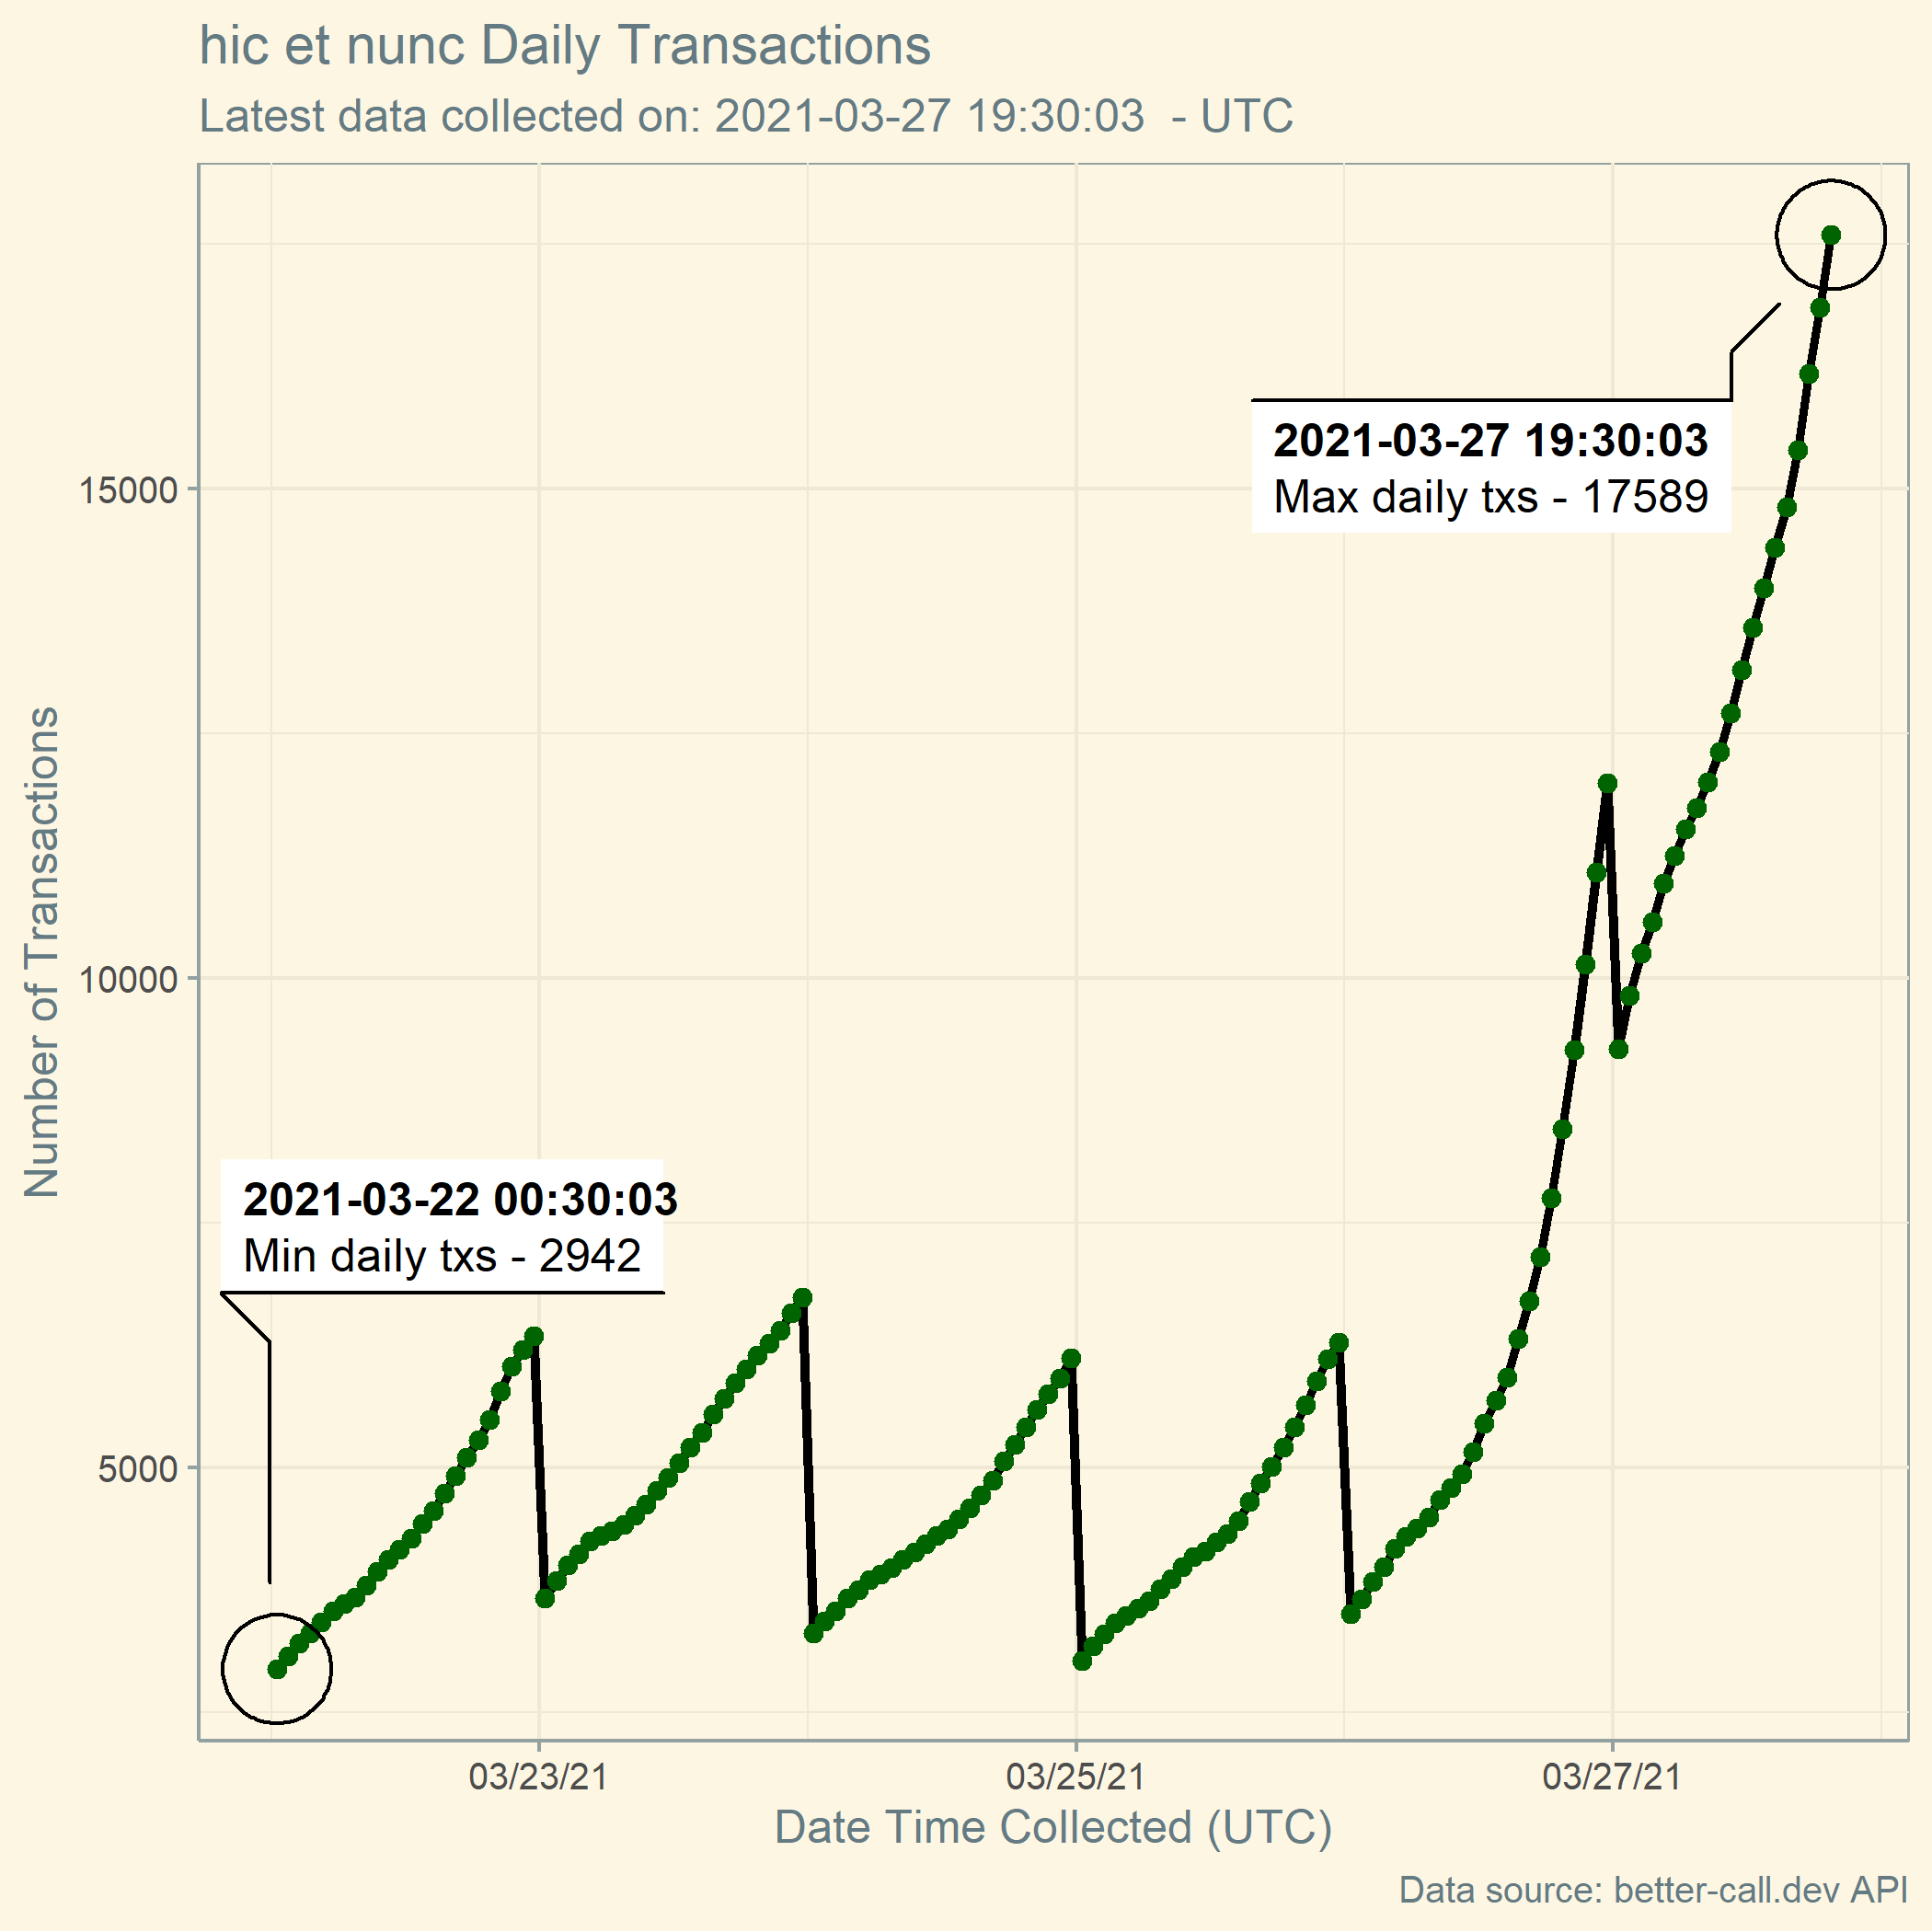 hic et nunc Daily Transactions
Latest data collected on: 2021-03-27 19:30:03  - UTC
Number of Transactions
15000
10000
5000
2021-03-27 19:30:03
Max daily txs - 17589
2021-03-22 00:30:03
Min daily txs - 2942
03/23/21
03/25/21
03/27/21
Date Time Collected (UTC)
Data source: better-call.dev API